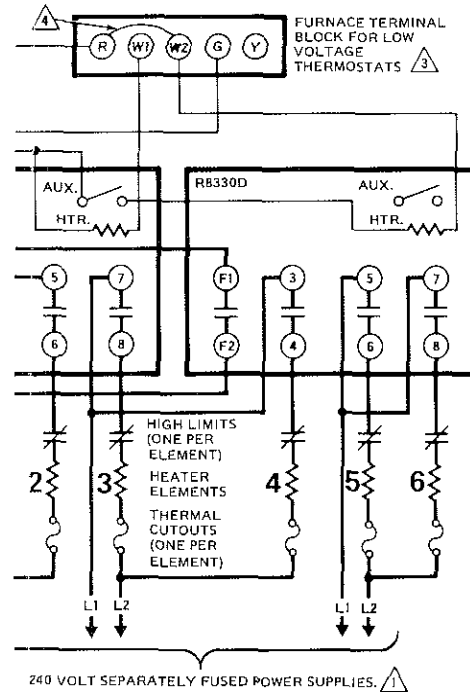 4
R W1 W2 G Y
FURNACE TERMINAL
BLOCK FOR LOW
VOLTAGE
THERMOSTATS 3
R8330D
AUX.
HTR.
AUX.
HTR.
5 7 F1 3 5 7
6 8 F2 4 6 8
HIGH LIMITS
(ONE PER
ELEMENT)
2 3 HEATER
ELEMENTS 4 5 6
THERMAL
CUTOUTS
(ONE PER
ELEMENT)
L1 L2 L1 L2
240 VOLT SEPARATELY FUSED POWER SUPPLIES. 1